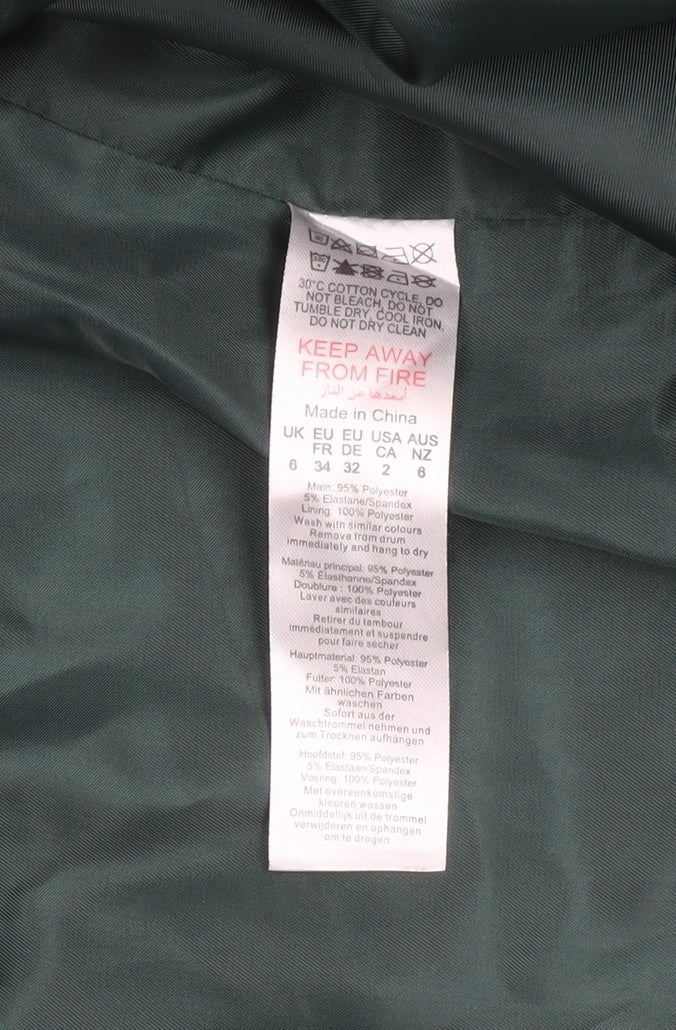 30°C COTTON CYCLE, DO
NOT BLEACH, DO NOT
TUMBLE DRY, COOL IRON,
DO NOT DRY CLEAN
KEEP AWAY
FROM FIRE
أبعدها عن النار
Made in China
UK EU EU USA AUS
FR DE CA NZ
6 34 32 2 6
Main: 95% Polyester
5% Elastane/Spandex
Lining: 100% Polyester
Wash with similar colours
Remove from drum
immediately and hang to dry
Matériau principal: 95% Polyester
5% Élasthanne/Spandex
Doublure : 100% Polyester
Laver avec des couleurs
similaires
Retirer du tambour
immédiatement et suspendre
pour faire sécher
Hauptmaterial: 95% Polyester
5% Elastan
Futter: 100% Polyester
Mit ähnlichen Farben
waschen
Sofort aus der
Waschtrommel nehmen und
zum Trocknen aufhängen
Hoofdstof: 95% Polyester
5% Elastaan/Spandex
Voering: 100% Polyester
Met overeenkomstige
kleuren wassen
Onmiddellijk uit de trommel
verwijderen en ophangen
om te drogen